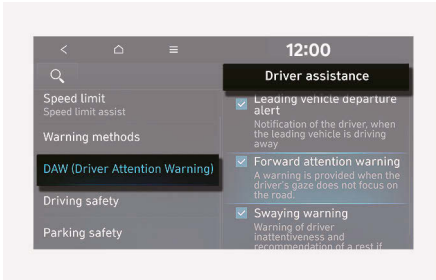 12:00
Driver assistance
Speed limit
Speed limit assist
Warning methods
DAW (Driver Attention Warning)
Driving safety
Parking safety
Leading vehicle departure
alert
Notification of the driver, when
the leading vehicle is driving
away
Forward attention warning
A warning is provided when the
driver's gaze does not focus on
the road.
Swaying warning
Warning of driver
inattentiveness and
recommendation of a rest if